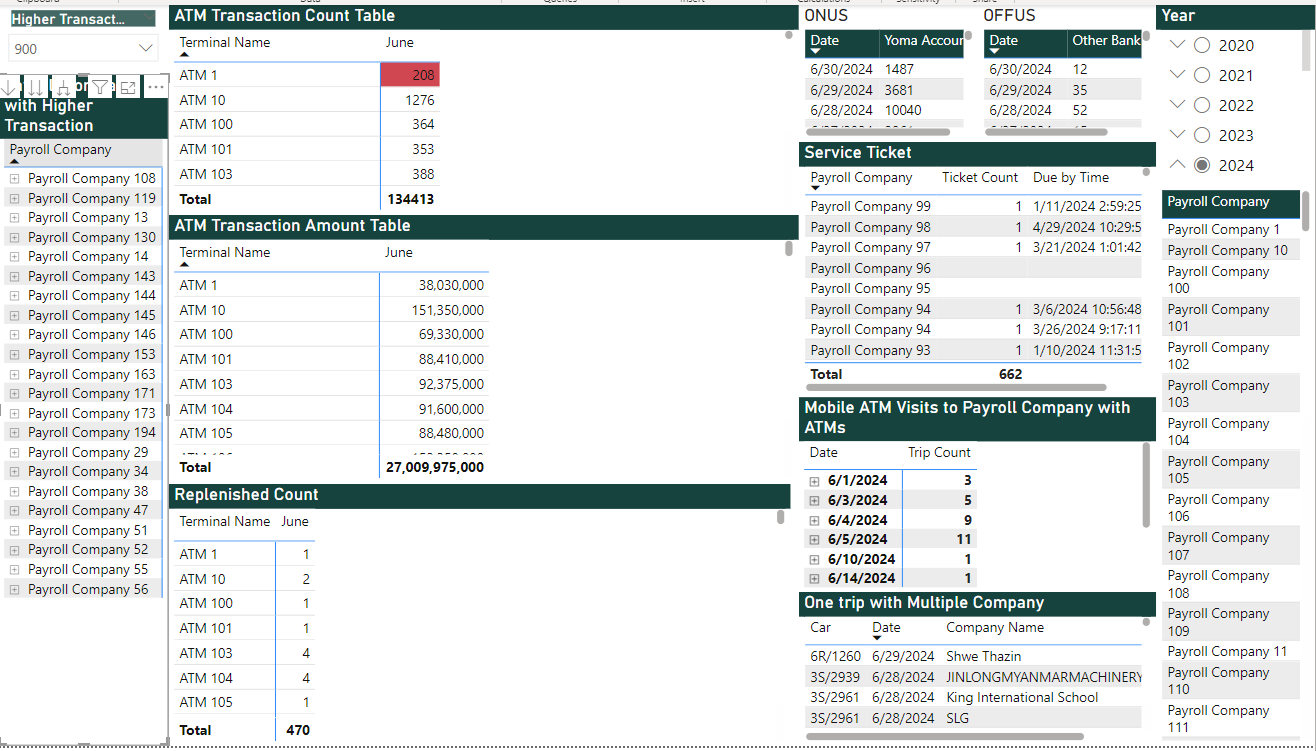 Higher Transact...
900
with Higher
Transaction
Payroll Company
Payroll Company 108
Payroll Company 119
Payroll Company 13
Payroll Company 130
Payroll Company 14
Payroll Company 143
Payroll Company 144
Payroll Company 145
Payroll Company 146
Payroll Company 153
Payroll Company 163
Payroll Company 171
Payroll Company 173
Payroll Company 194
Payroll Company 29
Payroll Company 34
Payroll Company 38
Payroll Company 47
Payroll Company 51
Payroll Company 52
Payroll Company 55
Payroll Company 56
ATM Transaction Count Table
Terminal Name June
ATM 1 208
ATM 10 1276
ATM 100 364
ATM 101 353
ATM 103 388
Total 134413
ATM Transaction Amount Table
Terminal Name June
ATM 1 38,030,000
ATM 10 151,350,000
ATM 100 69,330,000
ATM 101 88,410,000
ATM 103 92,375,000
ATM 104 91,600,000
ATM 105 88,480,000
Total 27,009,975,000
Replenished Count
Terminal Name June
ATM 1 1
ATM 10 2
ATM 100 1
ATM 101 1
ATM 103 4
ATM 104 4
ATM 105 1
Total 470
ONUS
Date Yoma Accour
6/30/2024 1487
6/29/2024 3681
6/28/2024 10040
OFFUS
Date Other Bank
6/30/2024 12
6/29/2024 35
6/28/2024 52
Service Ticket
Payroll Company Ticket Count Due by Time
Payroll Company 99 1 1/11/2024 2:59:25
Payroll Company 98 1 4/29/2024 10:29:5
Payroll Company 97 1 3/21/2024 1:01:42
Payroll Company 96
Payroll Company 95
Payroll Company 94 1 3/6/2024 10:56:48
Payroll Company 94 1 3/26/2024 9:17:11
Payroll Company 93 1 1/10/2024 11:31:5
Total 662
Mobile ATM Visits to Payroll Company with
ATMs
Date Trip Count
6/1/2024 3
6/3/2024 5
6/4/2024 9
6/5/2024 11
6/10/2024 1
6/14/2024 1
One trip with Multiple Company
Car Date Company Name
6R/1260 6/29/2024 Shwe Thazin
3S/2939 6/28/2024 JINLONGMYANMARMACHINERY
3S/2961 6/28/2024 King International School
3S/2961 6/28/2024 SLG
Year
2020
2021
2022
2023
2024
Payroll Company
Payroll Company 1
Payroll Company 10
Payroll Company
100
Payroll Company
101
Payroll Company
102
Payroll Company
103
Payroll Company
104
Payroll Company
105
Payroll Company
106
Payroll Company
107
Payroll Company
108
Payroll Company
109
Payroll Company 11
Payroll Company
110
Payroll Company
111